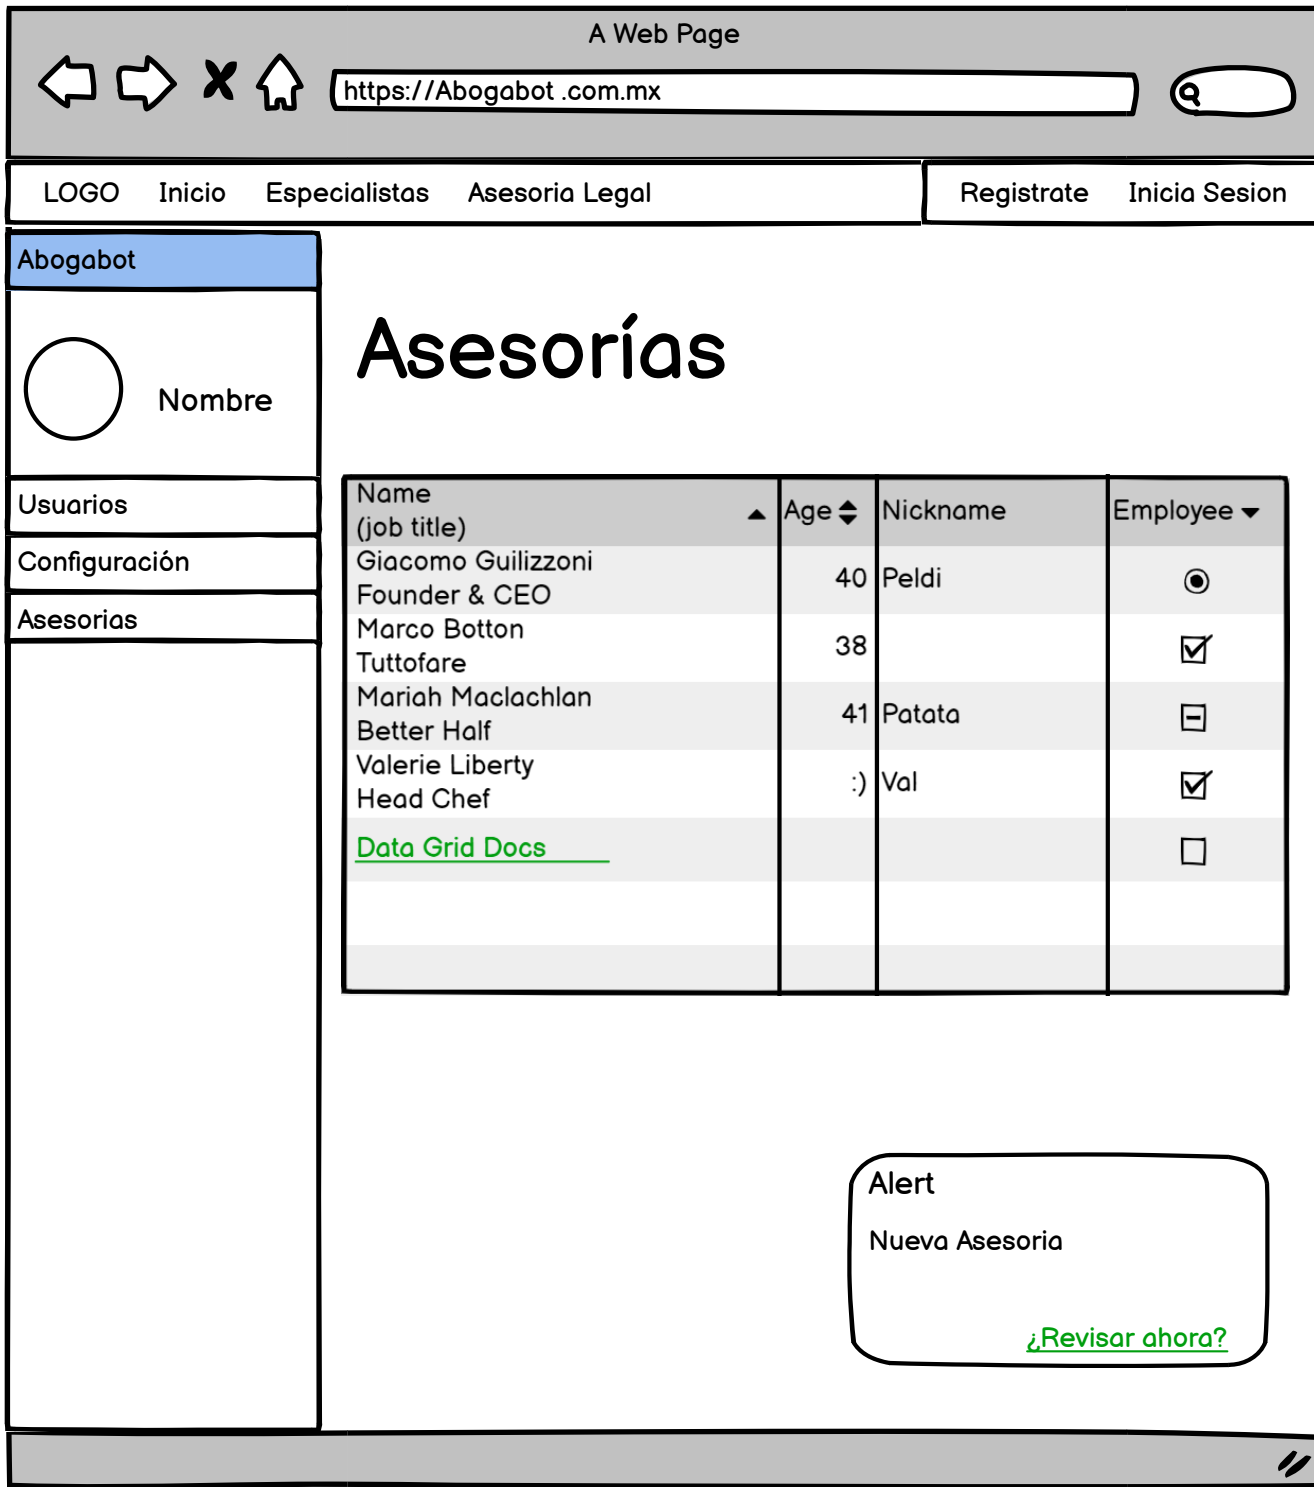 A Web Page
https://Abogabot .com.mx
LOGO Inicio Especialistas Asesoria Legal Registrate Inicia Sesion
Abogabot
Nombre
Usuarios
Configuración
Asesorias
Asesorías
Name
(job title) Age Nickname Employee
Giacomo Guilizzoni
Founder & CEO 40 Peldi
Marco Botton
Tuttofare 38
Mariah Maclachlan
Better Half 41 Patata
Valerie Liberty
Head Chef :) Val
Data Grid Docs
Alert
Nueva Asesoria
¿Revisar ahora?